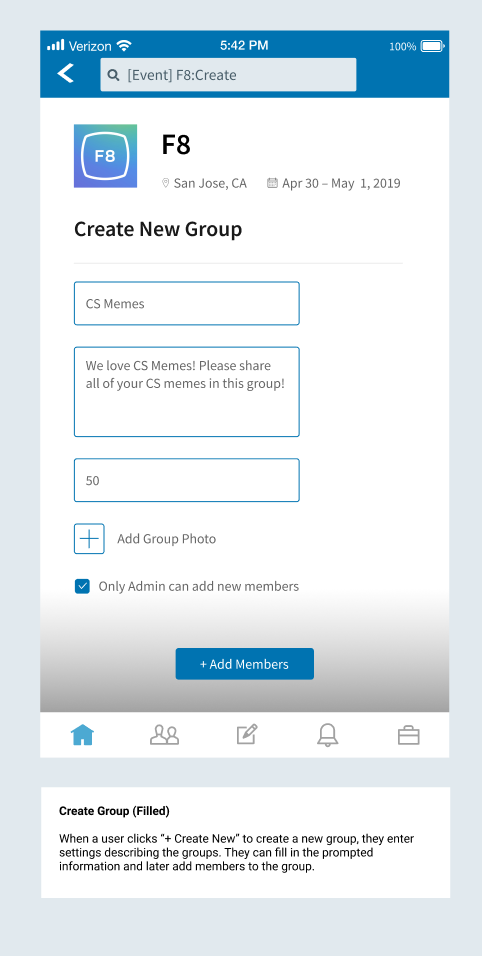 Verizon 5:42 PM 100%
[Event] F8:Create
F8
F8
San Jose, CA Apr 30 – May 1, 2019
Create New Group
CS Memes
We love CS Memes! Please share
all of your CS memes in this group!
50
Add Group Photo
Only Admin can add new members
+ Add Members
Create Group (Filled)
When a user clicks “+ Create New” to create a new group, they enter
settings describing the groups. They can fill in the prompted
information and later add members to the group.